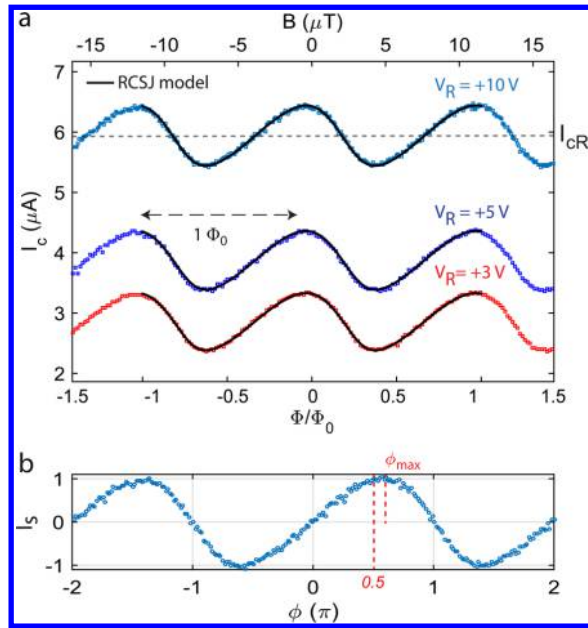 a
B (μT)
-15 -10 -5 0 5 10 15
RCSJ model
V_R = +10 V
I_cR
V_R = +5 V
1 Φ_0
V_R = +3 V
I_c (μA)
7
6
5
4
3
2
-1.5 -1 -0.5 0 0.5 1 1.5
Φ/Φ_0
b
ϕ_max
I_S
1
0
-1
0.5
-2 -1 0 1 2
ϕ (π)